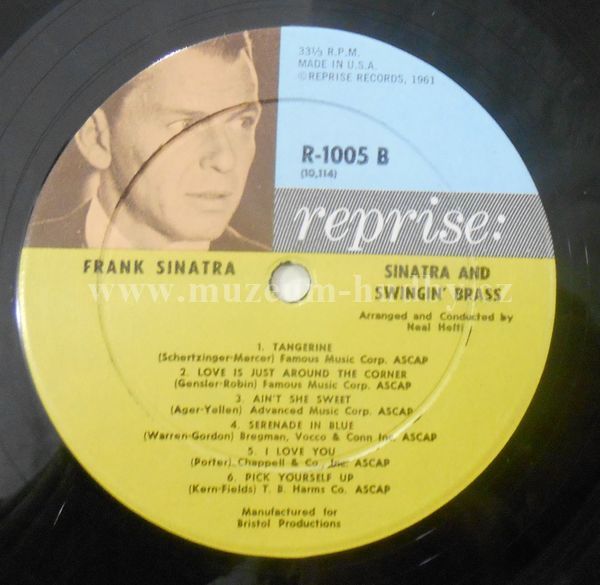 33⅓ R.P.M.
MADE IN U.S.A.
©REPRISE RECORDS, 1961
R-1005 B
(10,114)
reprise:
FRANK SINATRA
SINATRA AND
SWINGIN' BRASS
Arranged and Conducted by
Neal Hefti
www.muzeum-hudby.cz
1. TANGERINE
(Schertzinger-Mercer) Famous Music Corp. ASCAP
2. LOVE IS JUST AROUND THE CORNER
(Gensler-Robin) Famous Music Corp. ASCAP
3. AIN'T SHE SWEET
(Ager-Yellen) Advanced Music Corp. ASCAP
4. SERENADE IN BLUE
(Warren-Gordon) Bregman, Vocco & Conn Inc. ASCAP
5. I LOVE YOU
(Porter) Chappell & Co., Inc. ASCAP
6. PICK YOURSELF UP
(Kern-Fields) T. B. Harms Co. ASCAP
Manufactured for
Bristol Productions